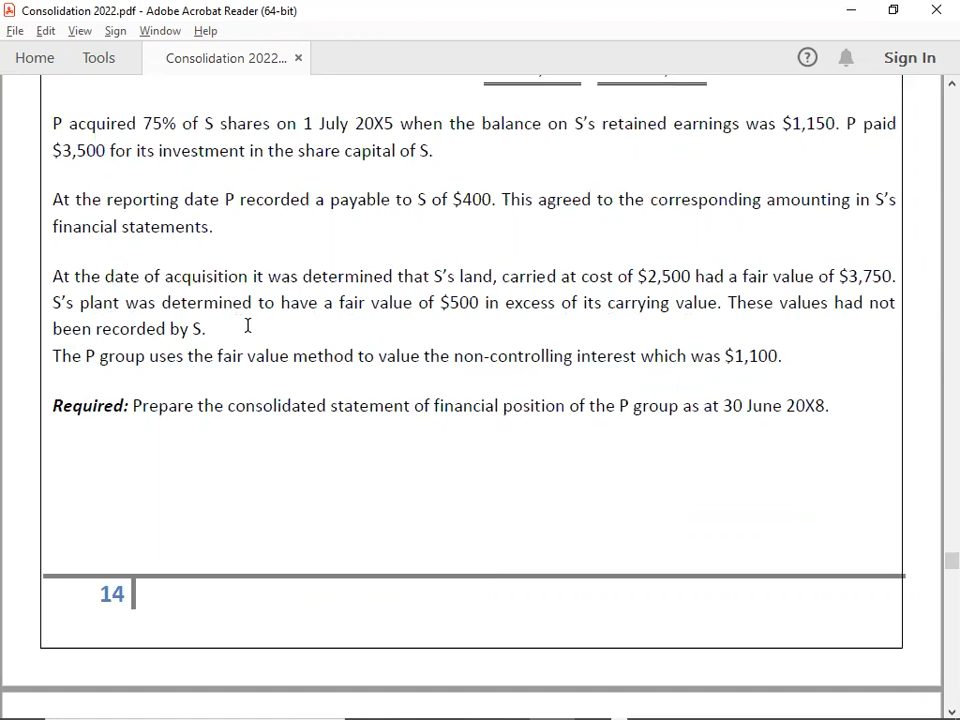 Consolidation 2022.pdf - Adobe Acrobat Reader (64-bit)
File Edit View Sign Window Help
Home Tools Consolidation 2022... × ? Sign In
P acquired 75% of S shares on 1 July 20X5 when the balance on S's retained earnings was $1,150. P paid
$3,500 for its investment in the share capital of S.
At the reporting date P recorded a payable to S of $400. This agreed to the corresponding amounting in S's
financial statements.
At the date of acquisition it was determined that S's land, carried at cost of $2,500 had a fair value of $3,750.
S's plant was determined to have a fair value of $500 in excess of its carrying value. These values had not
been recorded by S.
The P group uses the fair value method to value the non-controlling interest which was $1,100.
Required: Prepare the consolidated statement of financial position of the P group as at 30 June 20X8.
14